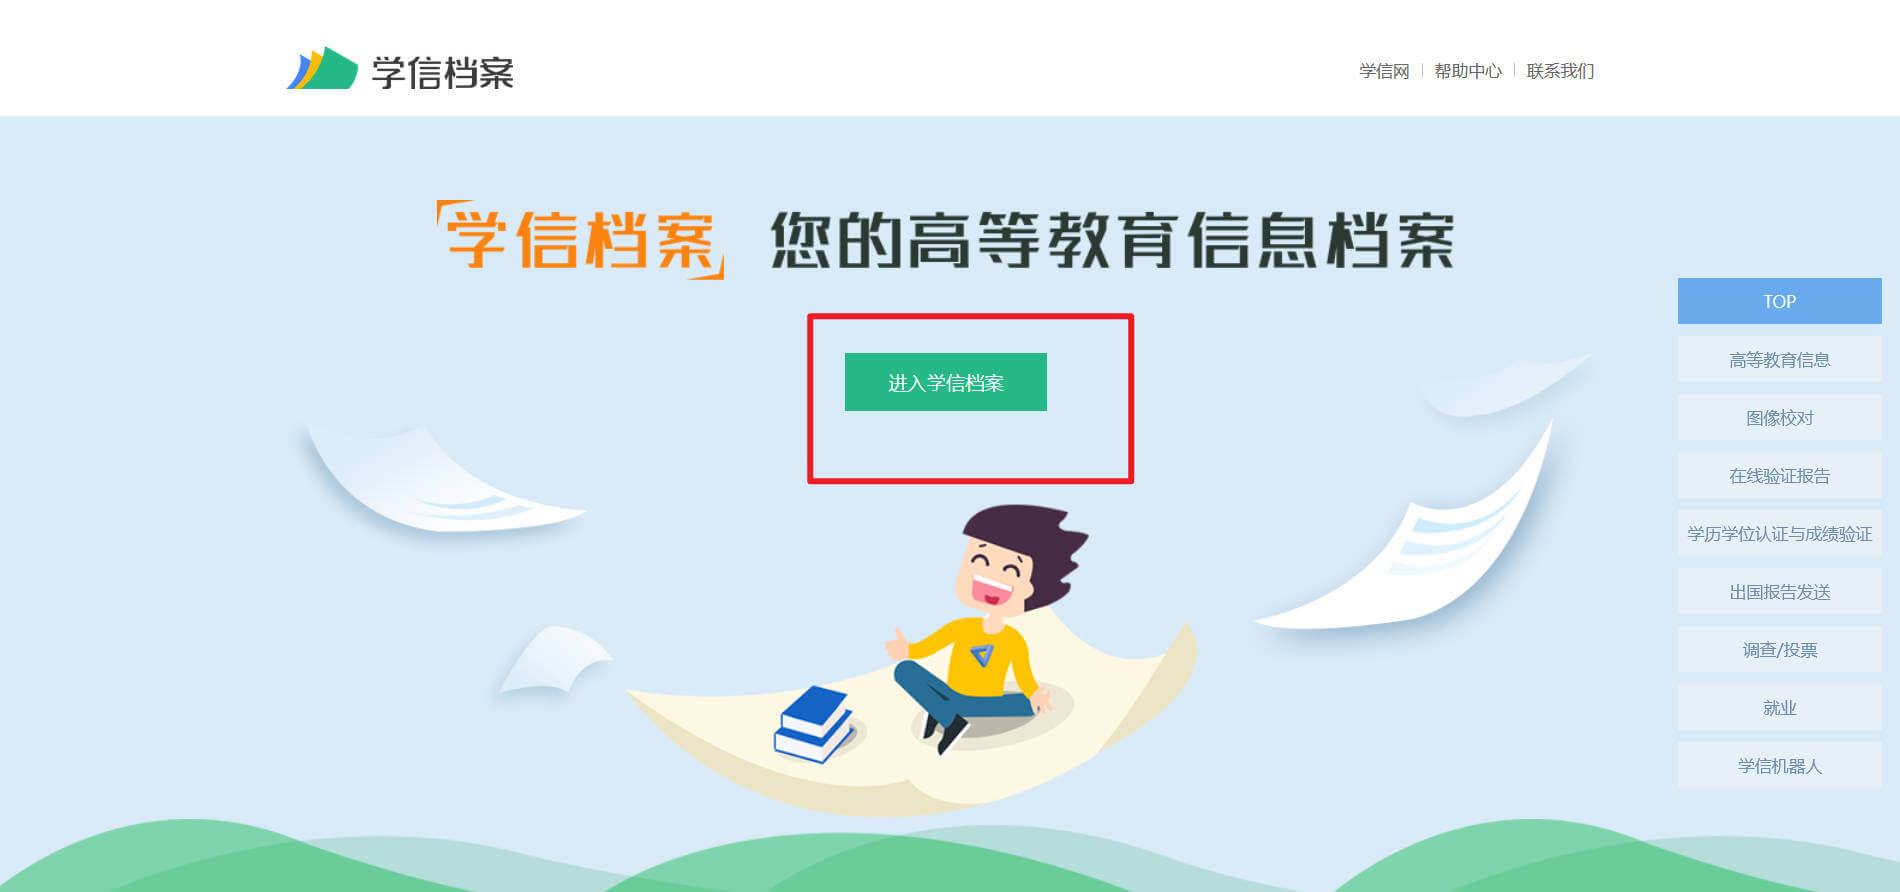 学信档案
学信网 帮助中心 联系我们
学信档案 您的高等教育信息档案
进入学信档案
TOP
高等教育信息
图像校对
在线验证报告
学历学位认证与成绩验证
出国报告发送
调查/投票
就业
学信机器人